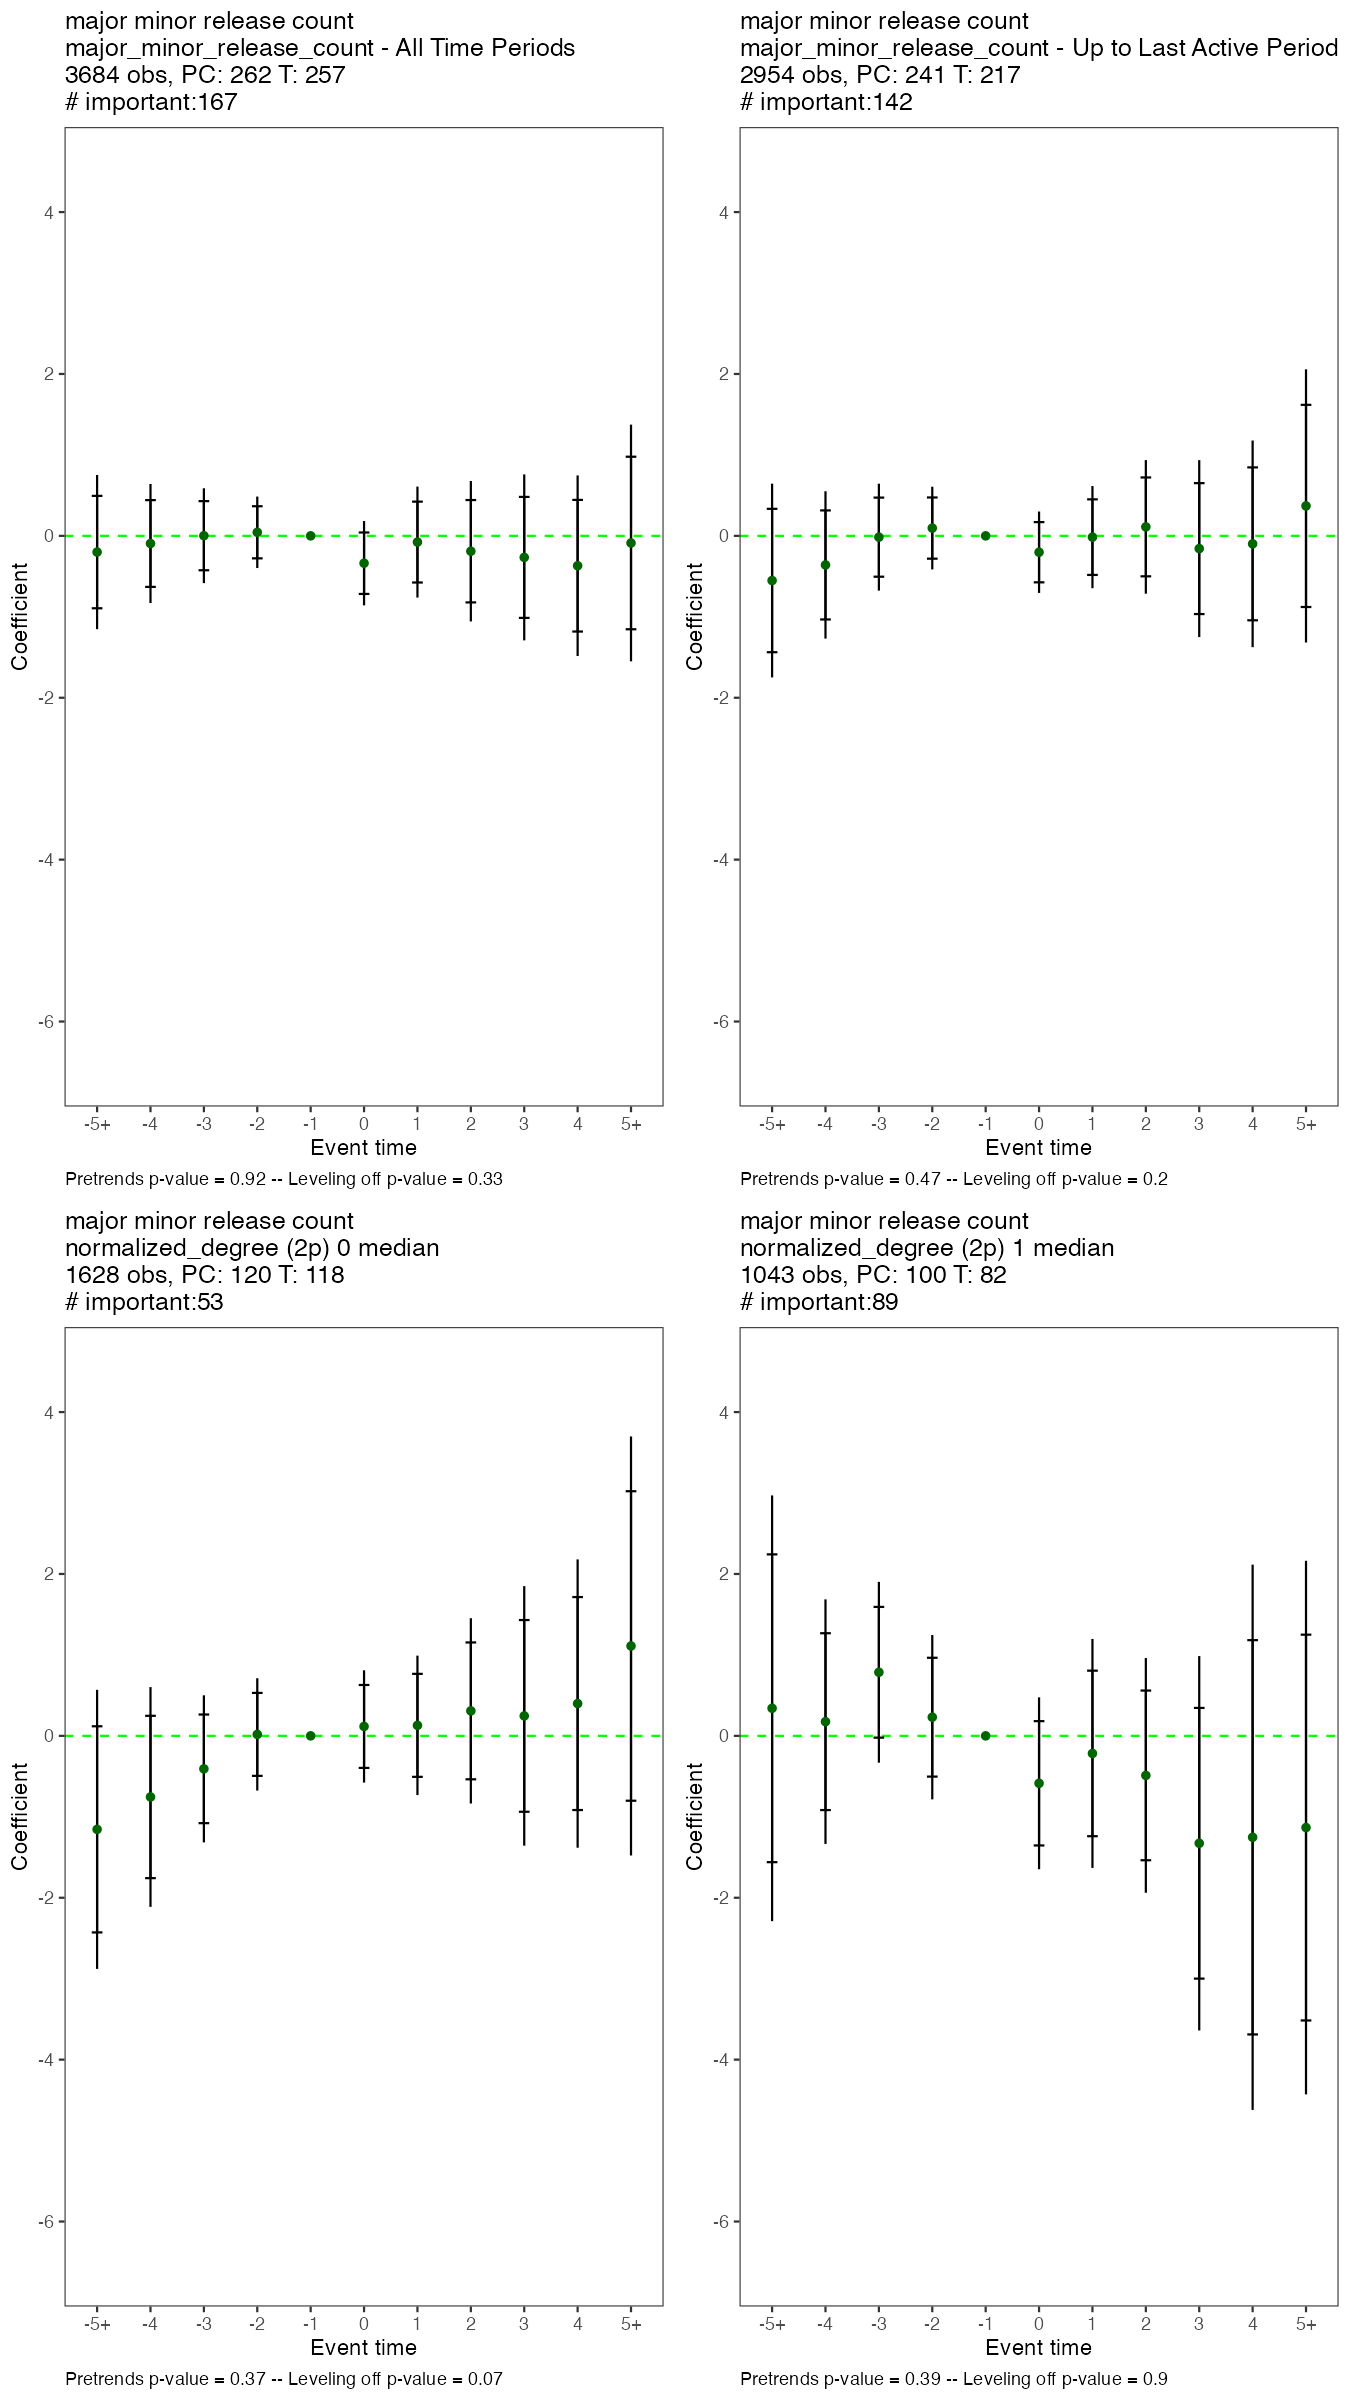 major minor release count
major_minor_release_count - All Time Periods
3684 obs, PC: 262 T: 257
# important:167
4
2
0
-2
-4
-6
Coefficient
-5+ -4 -3 -2 -1 0 1 2 3 4 5+
Event time
Pretrends p-value = 0.92 -- Leveling off p-value = 0.33
major minor release count
major_minor_release_count - Up to Last Active Period
2954 obs, PC: 241 T: 217
# important:142
4
2
0
-2
-4
-6
Coefficient
-5+ -4 -3 -2 -1 0 1 2 3 4 5+
Event time
Pretrends p-value = 0.47 -- Leveling off p-value = 0.2
major minor release count
normalized_degree (2p) 0 median
1628 obs, PC: 120 T: 118
# important:53
4
2
0
-2
-4
-6
Coefficient
-5+ -4 -3 -2 -1 0 1 2 3 4 5+
Event time
Pretrends p-value = 0.37 -- Leveling off p-value = 0.07
major minor release count
normalized_degree (2p) 1 median
1043 obs, PC: 100 T: 82
# important:89
4
2
0
-2
-4
-6
Coefficient
-5+ -4 -3 -2 -1 0 1 2 3 4 5+
Event time
Pretrends p-value = 0.39 -- Leveling off p-value = 0.9